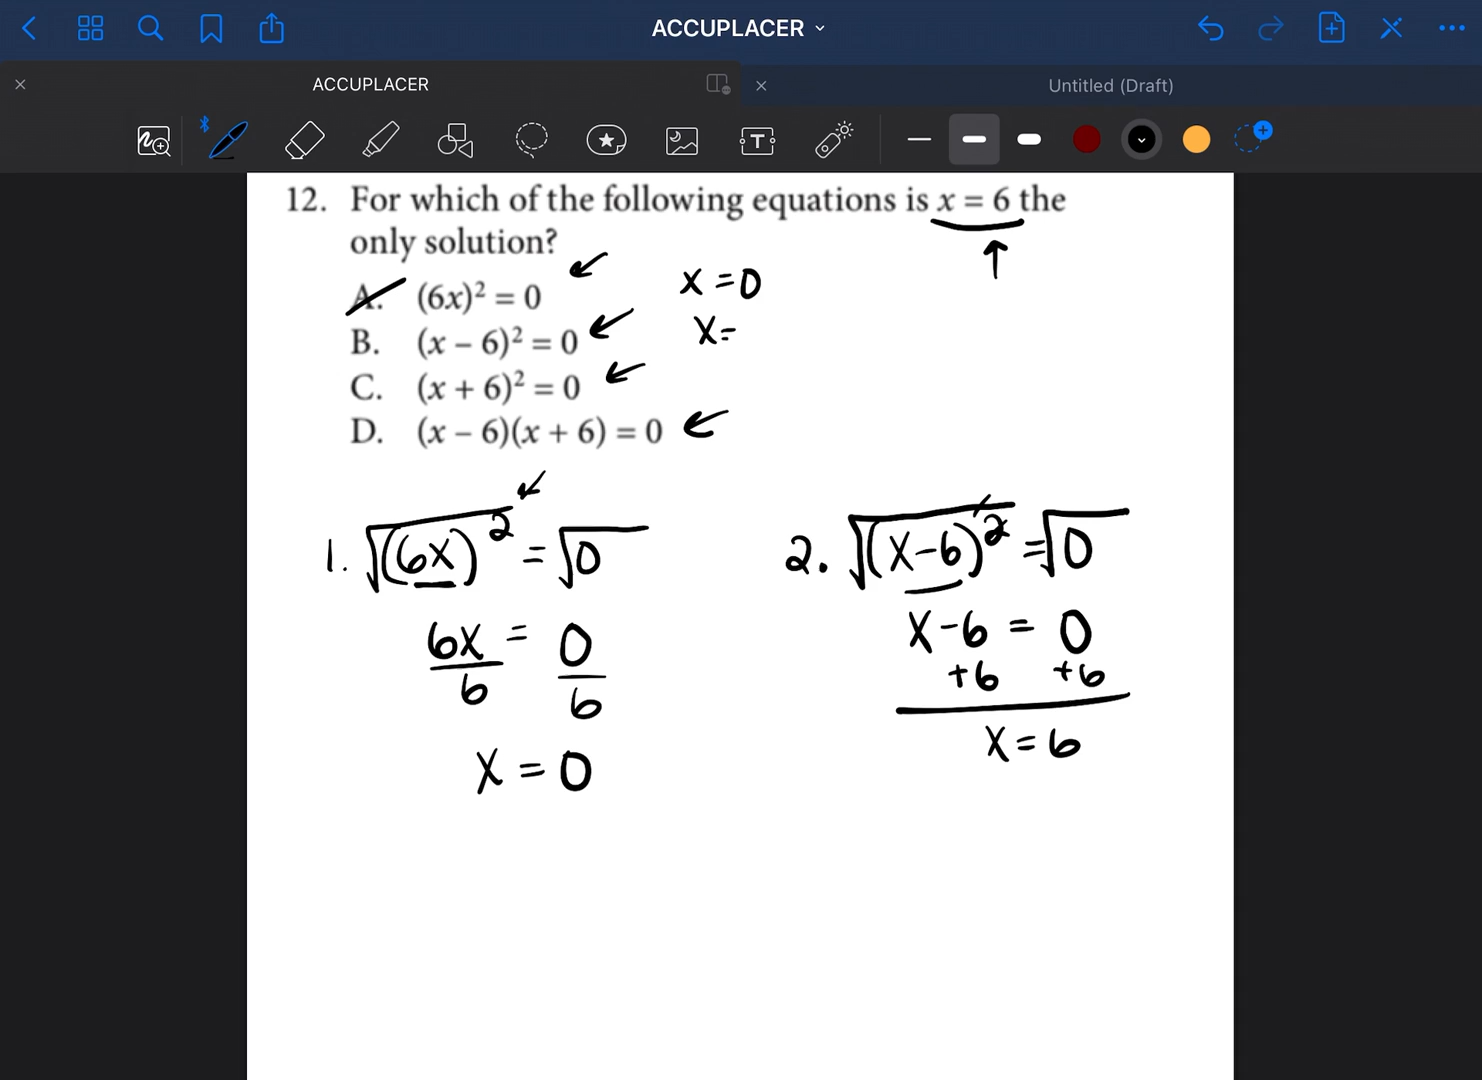 ACCUPLACER
ACCUPLACER
Untitled (Draft)
12. For which of the following equations is x = 6 the
only solution?
A. (6x)² = 0
B. (x – 6)² = 0
C. (x + 6)² = 0
D. (x – 6)(x + 6) = 0
x = 0
x =
1. √(6x)² = √0
6x = 0
6 6
x = 0
2. √(x-6)² = √0
x-6 = 0
+6 +6
x = 6